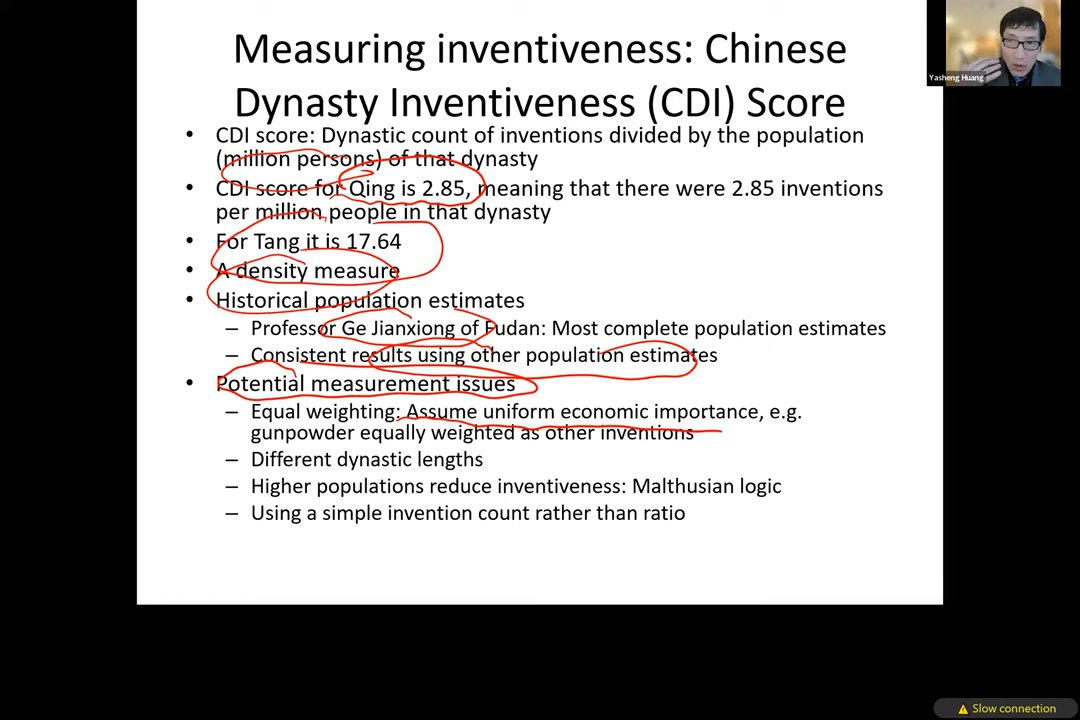 Measuring inventiveness: Chinese
Dynasty Inventiveness (CDI) Score
Yasheng Huang
• CDI score: Dynastic count of inventions divided by the population
(million persons) of that dynasty
• CDI score for Qing is 2.85, meaning that there were 2.85 inventions
per million people in that dynasty
• For Tang it is 17.64
• A density measure
• Historical population estimates
– Professor Ge Jianxiong of Fudan: Most complete population estimates
– Consistent results using other population estimates
• Potential measurement issues
– Equal weighting: Assume uniform economic importance, e.g.
gunpowder equally weighted as other inventions
– Different dynastic lengths
– Higher populations reduce inventiveness: Malthusian logic
– Using a simple invention count rather than ratio
Slow connection